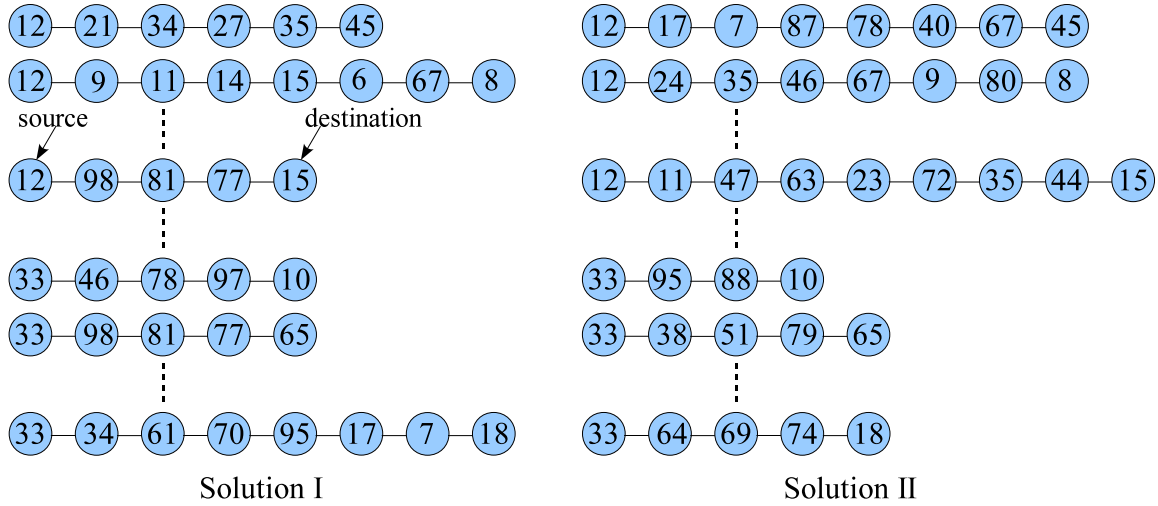 12 21 34 27 35 45
12 9 11 14 15 6 67 8
source destination
12 98 81 77 15
33 46 78 97 10
33 98 81 77 65
33 34 61 70 95 17 7 18
Solution I
12 17 7 87 78 40 67 45
12 24 35 46 67 9 80 8
12 11 47 63 23 72 35 44 15
33 95 88 10
33 38 51 79 65
33 64 69 74 18
Solution II